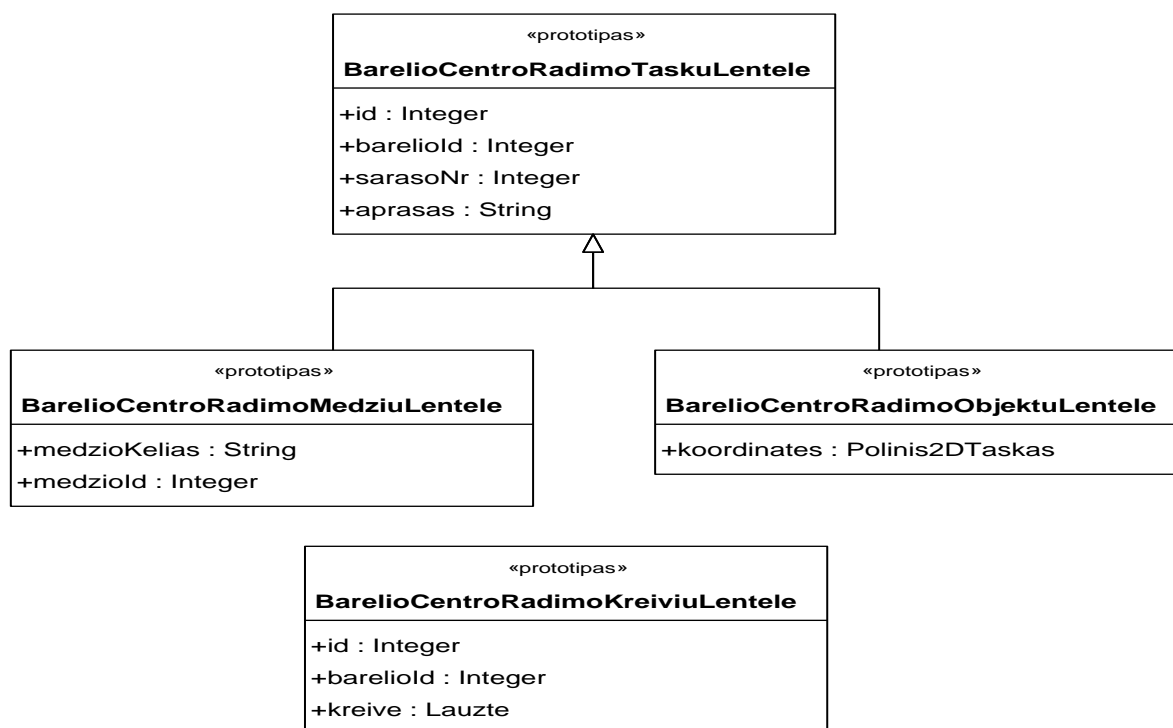 «prototipas»
BarelioCentroRadimoTaskuLentele
+id : Integer
+barelioId : Integer
+sarasoNr : Integer
+aprasas : String
«prototipas»
BarelioCentroRadimoMedziuLentele
+medzioKelias : String
+medzioId : Integer
«prototipas»
BarelioCentroRadimoObjektuLentele
+koordinates : Polinis2DTaskas
«prototipas»
BarelioCentroRadimoKreiviuLentele
+id : Integer
+barelioId : Integer
+kreive : Lauzte